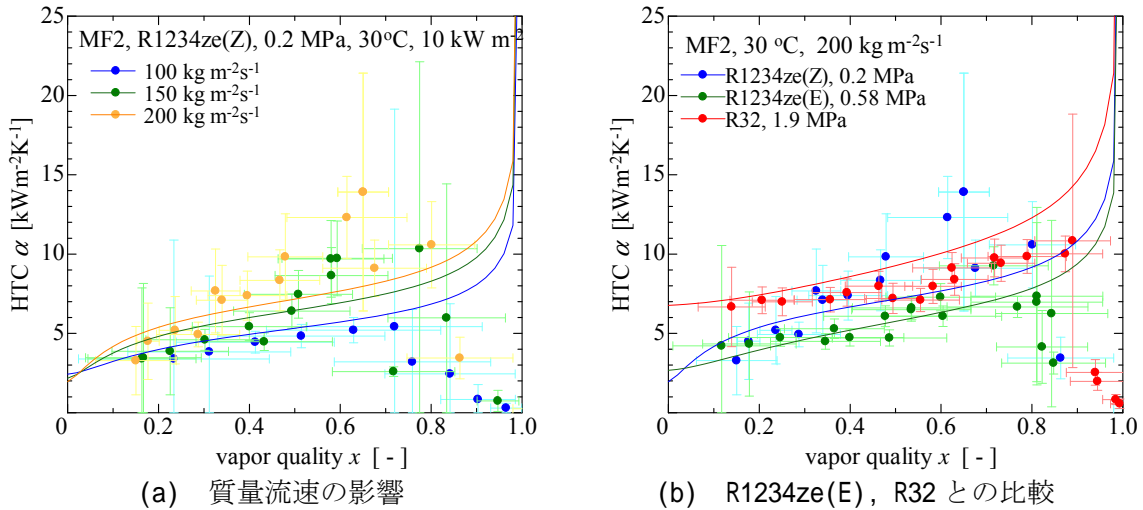 MF2, R1234ze(Z), 0.2 MPa, 30°C, 10 kW m-2
100 kg m-2s-1
150 kg m-2s-1
200 kg m-2s-1
HTC α [kWm-2K-1]
25
20
15
10
5
0
0.2
0.4
0.6
0.8
1.0
vapor quality x [ - ]
(a) 質量流速の影響
MF2, 30 °C, 200 kg m-2s-1
R1234ze(Z), 0.2 MPa
R1234ze(E), 0.58 MPa
R32, 1.9 MPa
HTC α [kWm-2K-1]
25
20
15
10
5
0
0.2
0.4
0.6
0.8
1.0
vapor quality x [ - ]
(b) R1234ze(E), R32 との比較